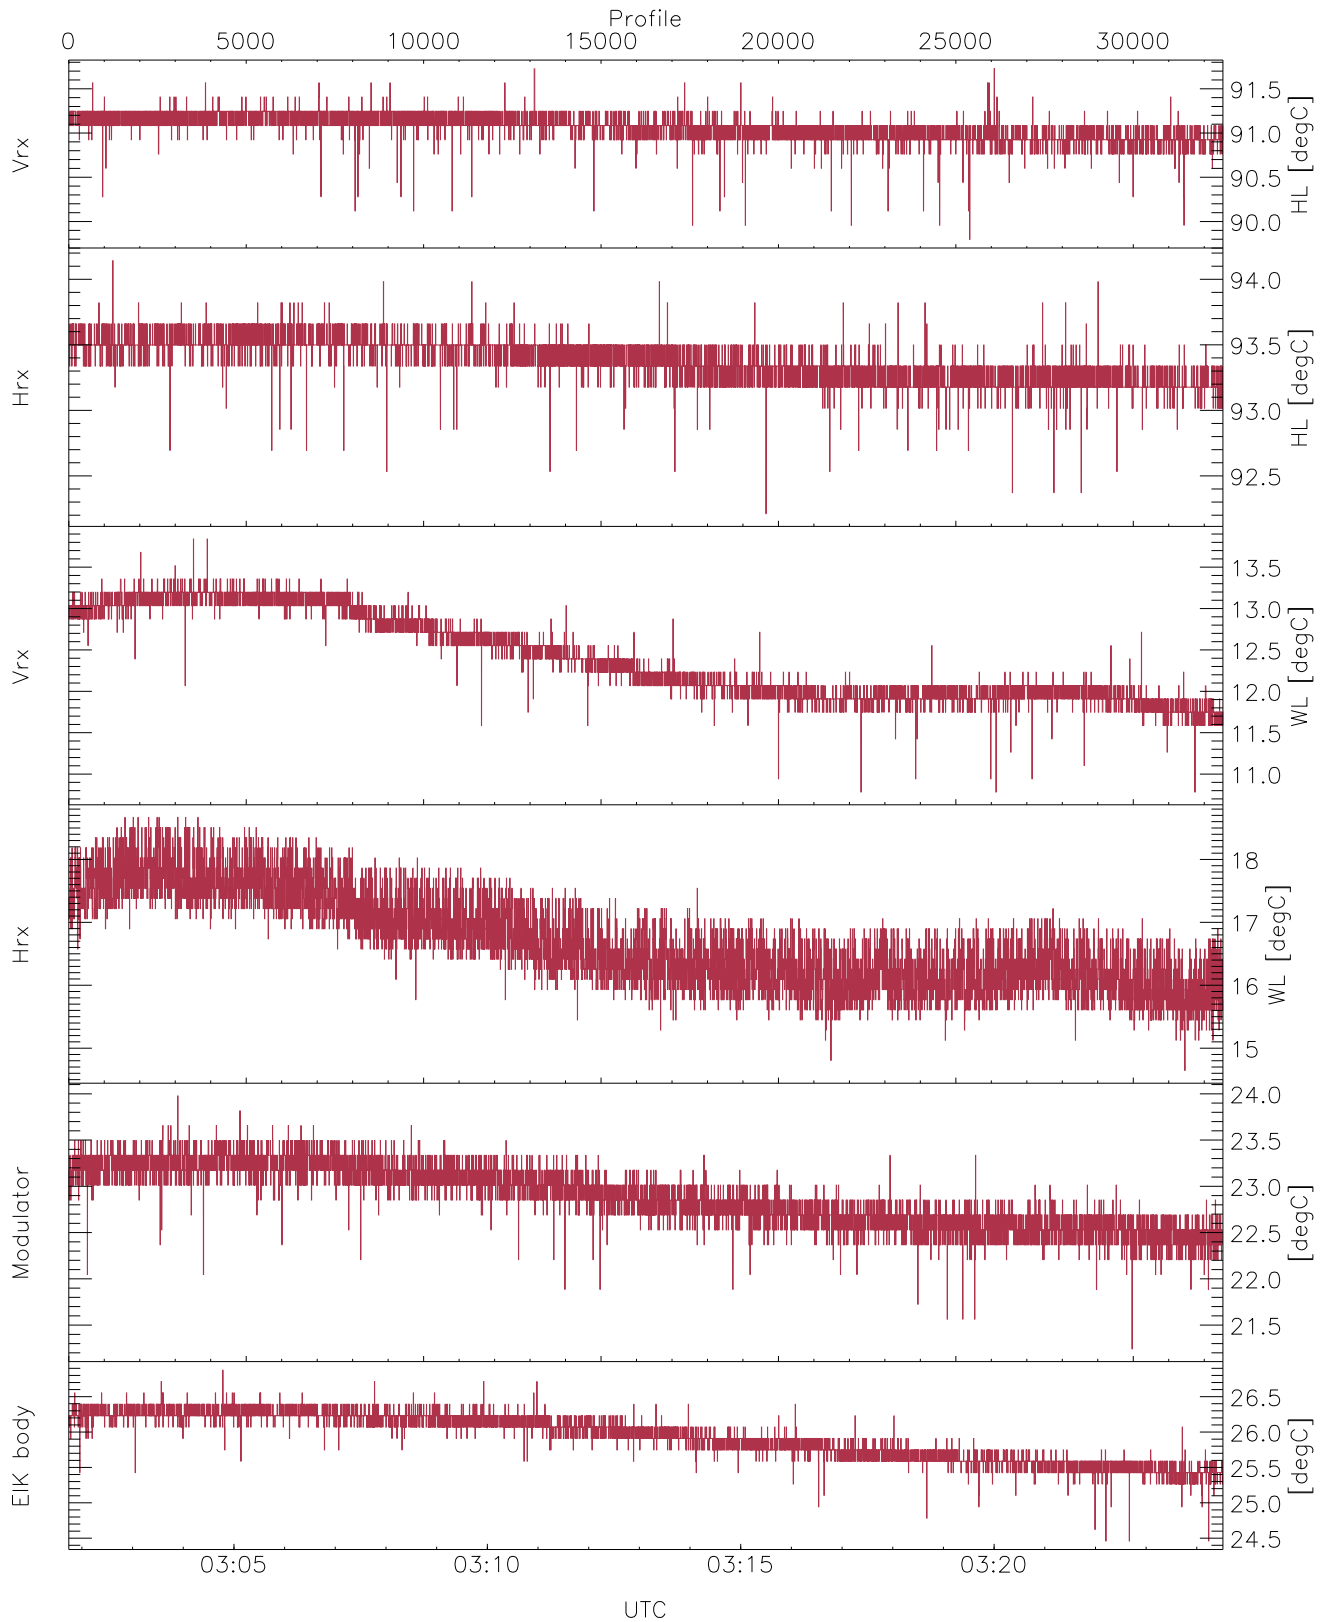 Profile
0 5000 10000 15000 20000 25000 30000
Vrx
91.5
91.0
90.5
90.0
HL [degC]
Hrx
94.0
93.5
93.0
92.5
HL [degC]
Vrx
13.5
13.0
12.5
12.0
11.5
11.0
WL [degC]
Hrx
18
17
16
15
WL [degC]
Modulator
24.0
23.5
23.0
22.5
22.0
21.5
[degC]
EIK body
26.5
26.0
25.5
25.0
24.5
[degC]
03:05 03:10 03:15 03:20
UTC